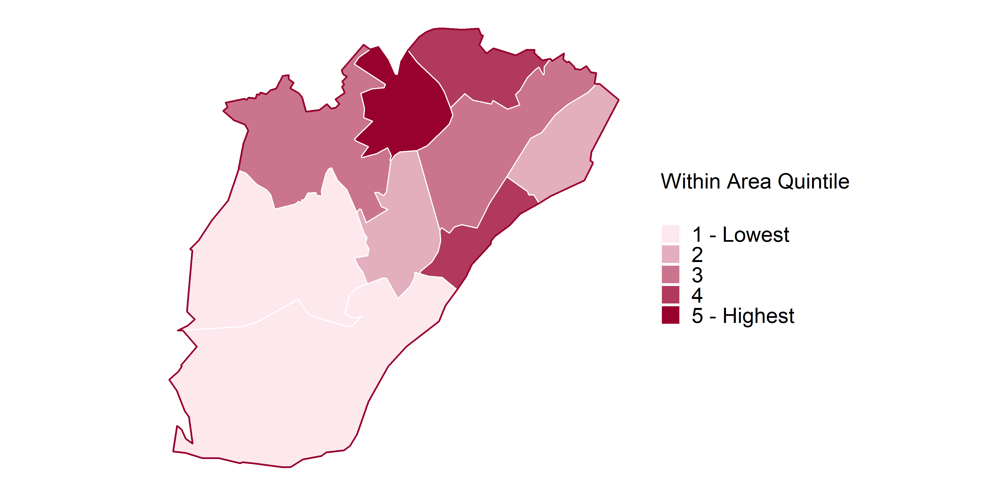 Within Area Quintile
1 - Lowest
2
3
4
5 - Highest